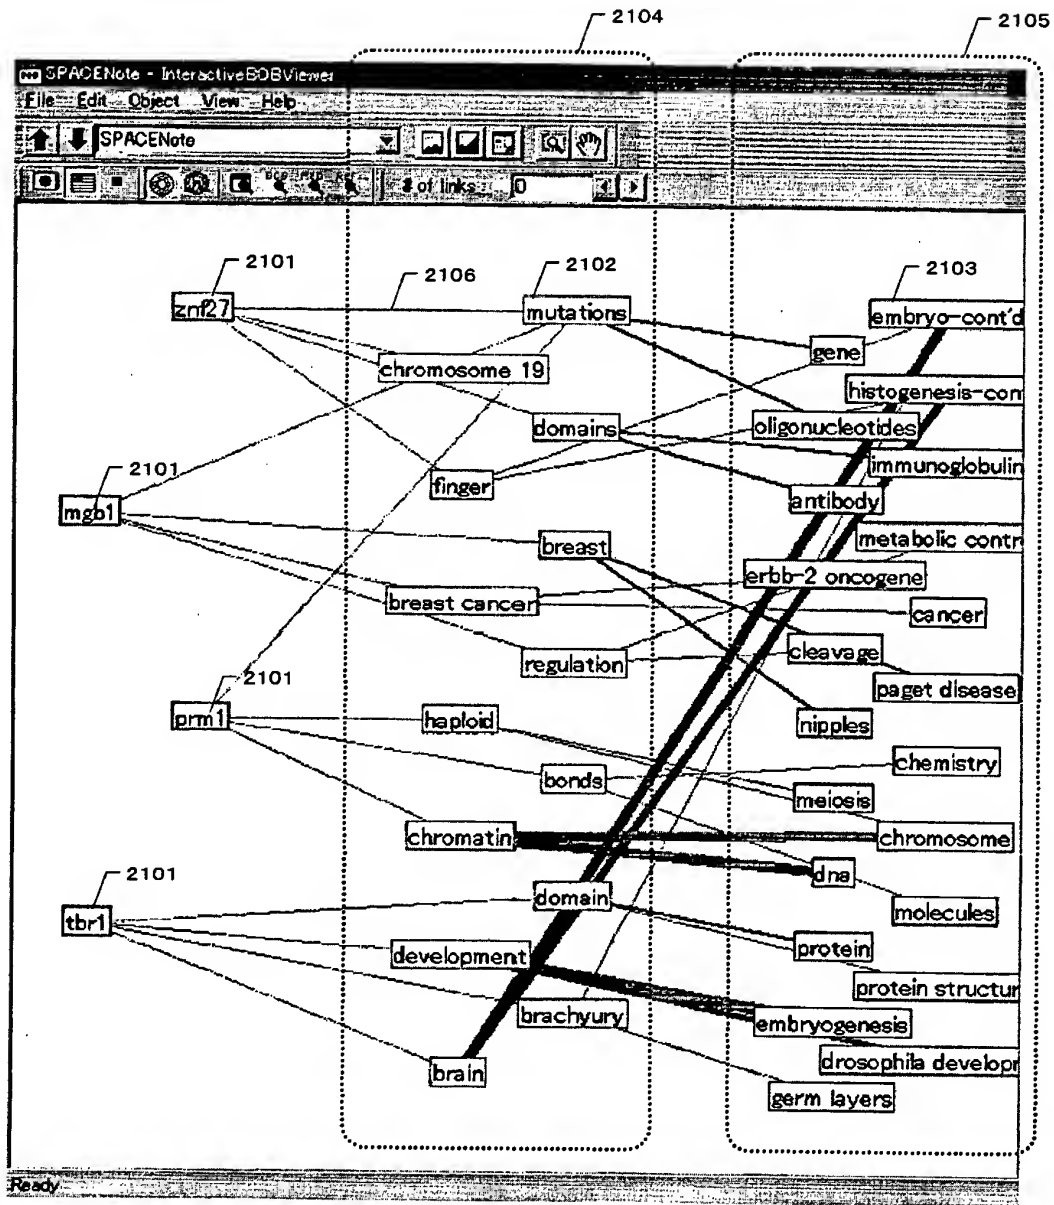 2104
2105
SPACENote - InteractiveBOBViewer
File Edit Object View Help
SPACENote
# of links: 0
2101
2106
2102
2103
znf27
mutations
embryo-cont'd
gene
chromosome 19
histogenesis-con
domains
oligonucleotides
2101
immunoglobulin
finger
antibody
mgb1
breast
metabolic contr
erbb-2 oncogene
breast cancer
cancer
regulation
cleavage
2101
paget disease
prm1
haploid
nipples
chemistry
bonds
meiosis
chromatin
chromosome
2101
dna
domain
tbr1
molecules
protein
development
protein structur
brachyury
embryogenesis
drosophila develop
brain
germ layers
Ready